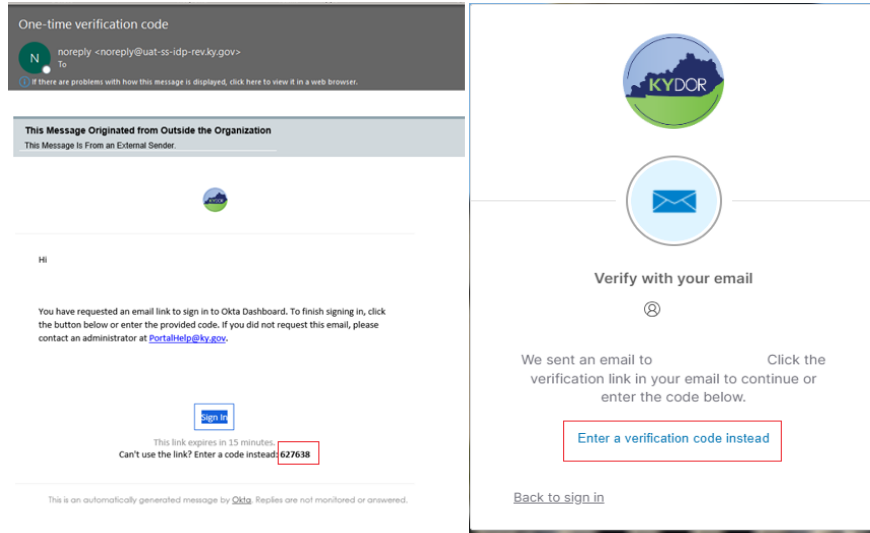 One-time verification code
N
noreply <noreply@uat-ss-idp-rev.ky.gov>
To
If there are problems with how this message is displayed, click here to view it in a web browser.
This Message Originated from Outside the Organization
This Message Is From an External Sender.
Hi
You have requested an email link to sign in to Okta Dashboard. To finish signing in, click
the button below or enter the provided code. If you did not request this email, please
contact an administrator at PortalHelp@ky.gov.
Sign In
This link expires in 15 minutes.
Can't use the link? Enter a code instead: 627638
This is an automatically generated message by Okta. Replies are not monitored or answered.
KYDOR
Verify with your email
We sent an email to Click the
verification link in your email to continue or
enter the code below.
Enter a verification code instead
Back to sign in